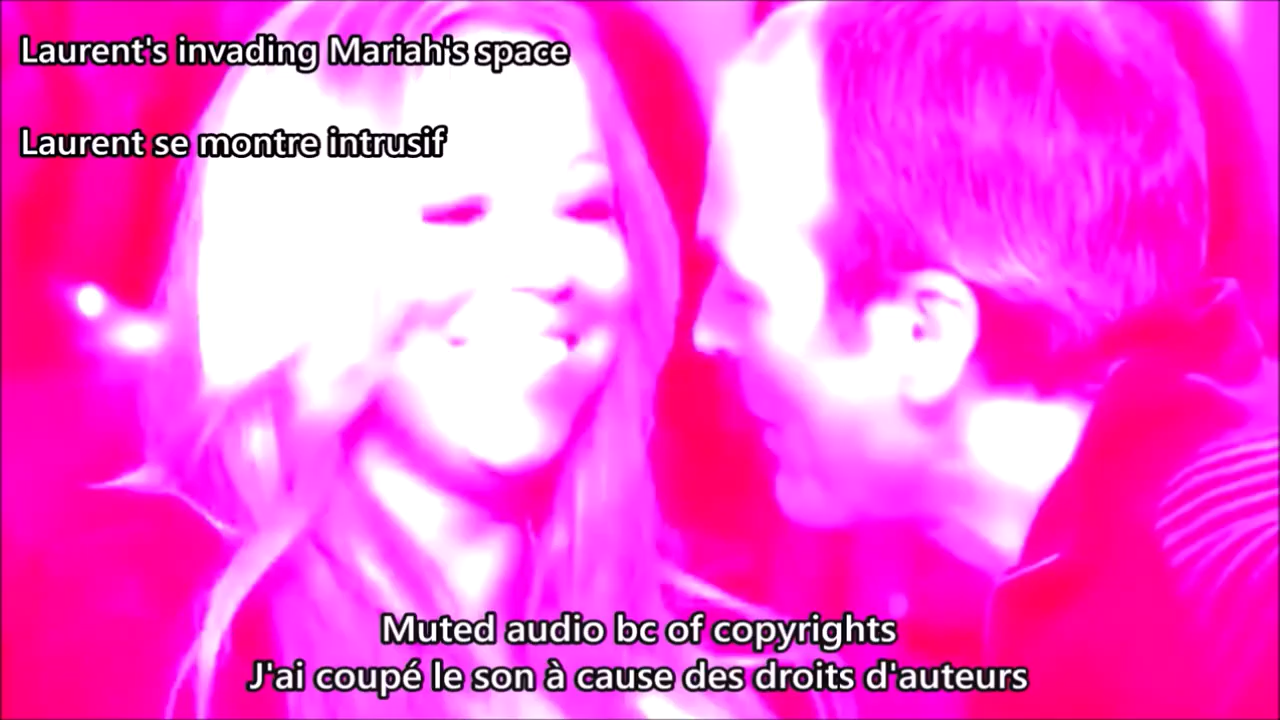 Laurent's invading Mariah's space
Laurent se montre intrusif
Muted audio bc of copyrights
J'ai coupé le son à cause des droits d'auteurs